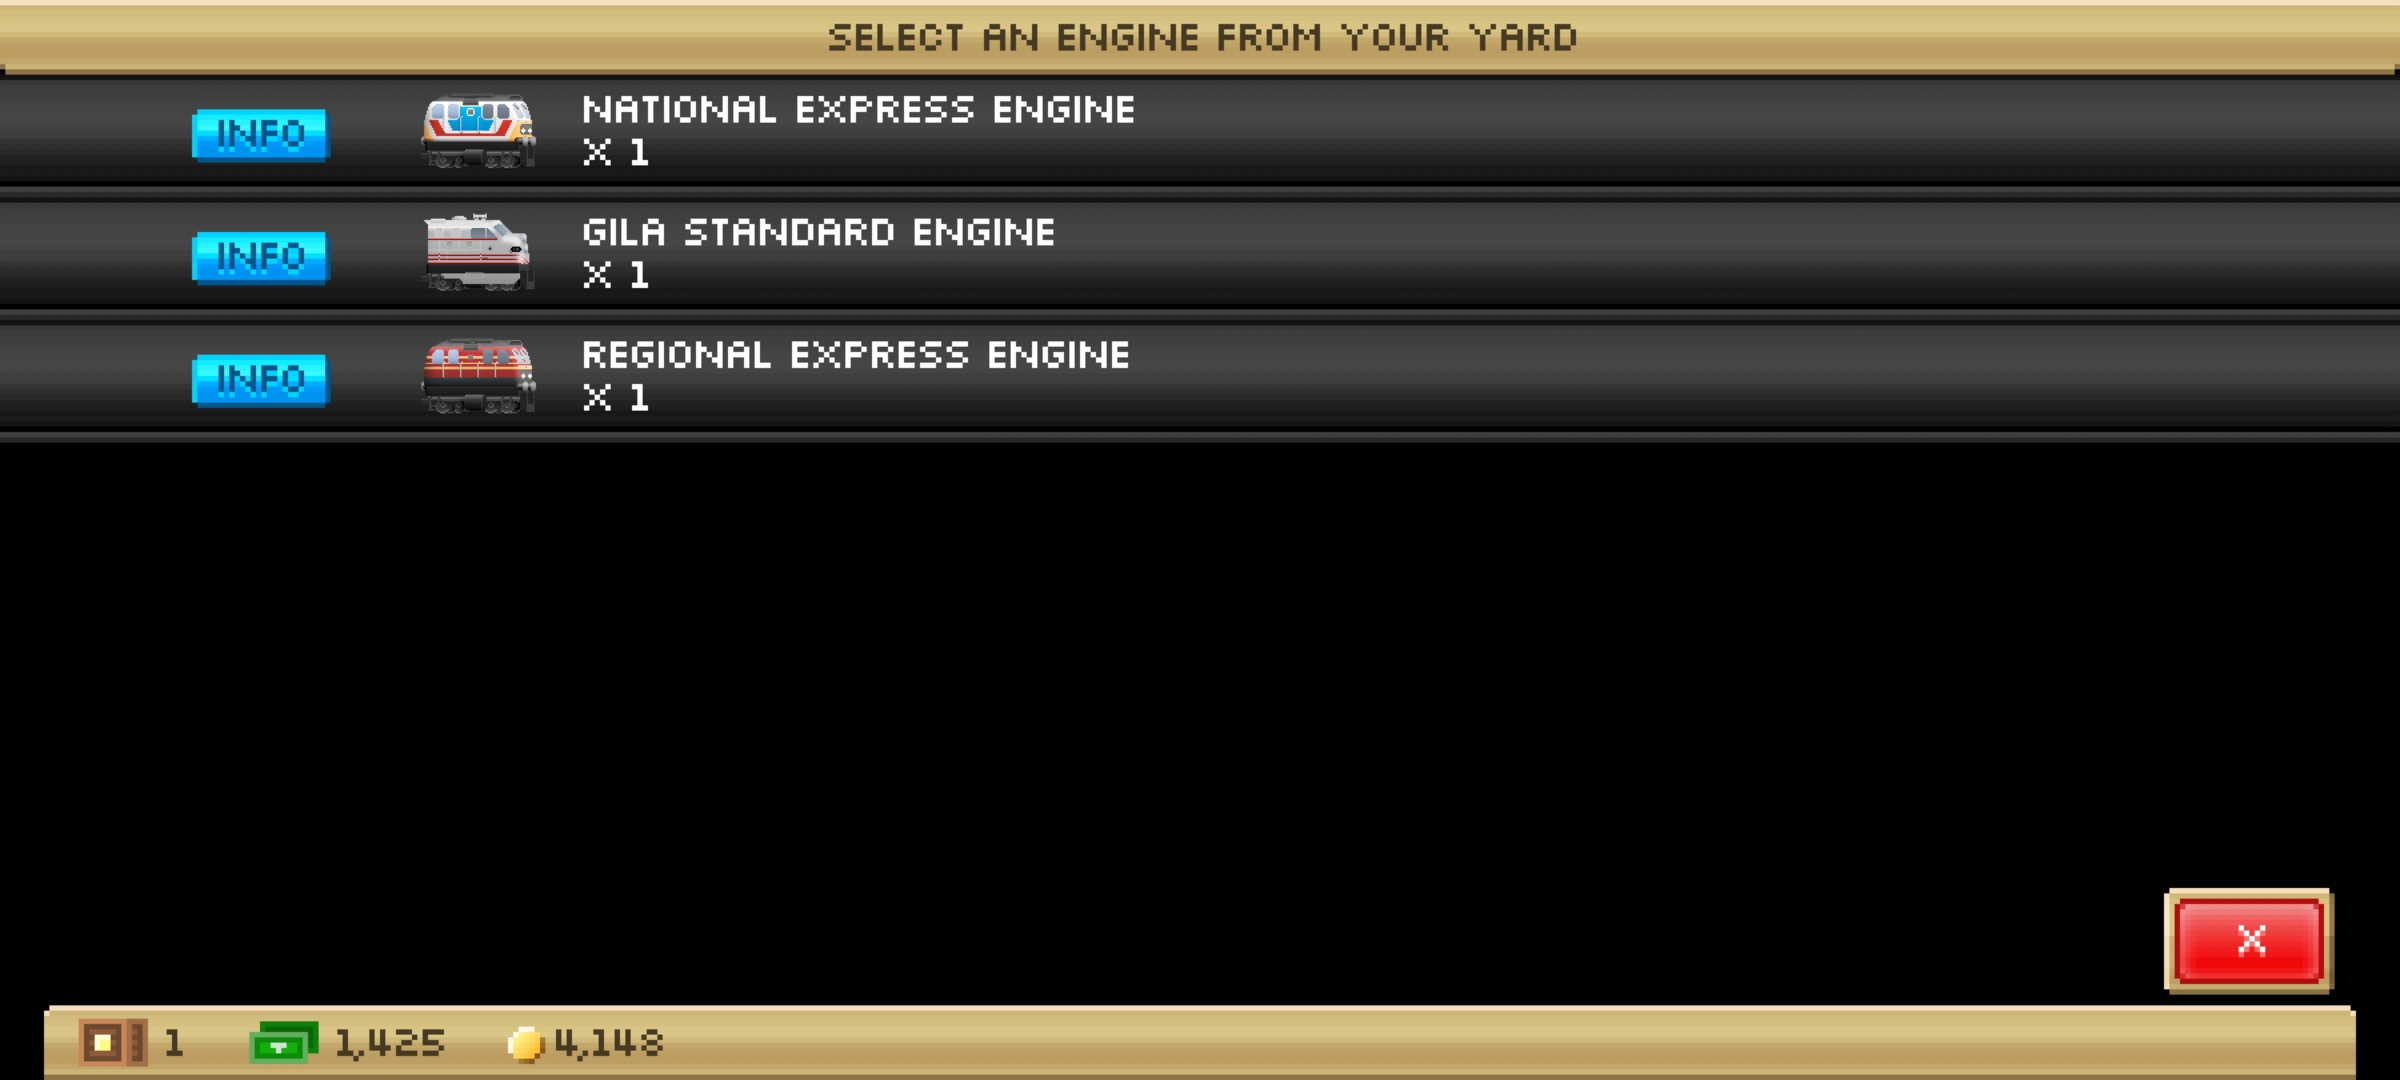 SELECT AN ENGINE FROM YOUR YARD
INFO
NATIONAL EXPRESS ENGINE
X 1
INFO
GILA STANDARD ENGINE
X 1
INFO
REGIONAL EXPRESS ENGINE
X 1
X
1 1,425 4,148